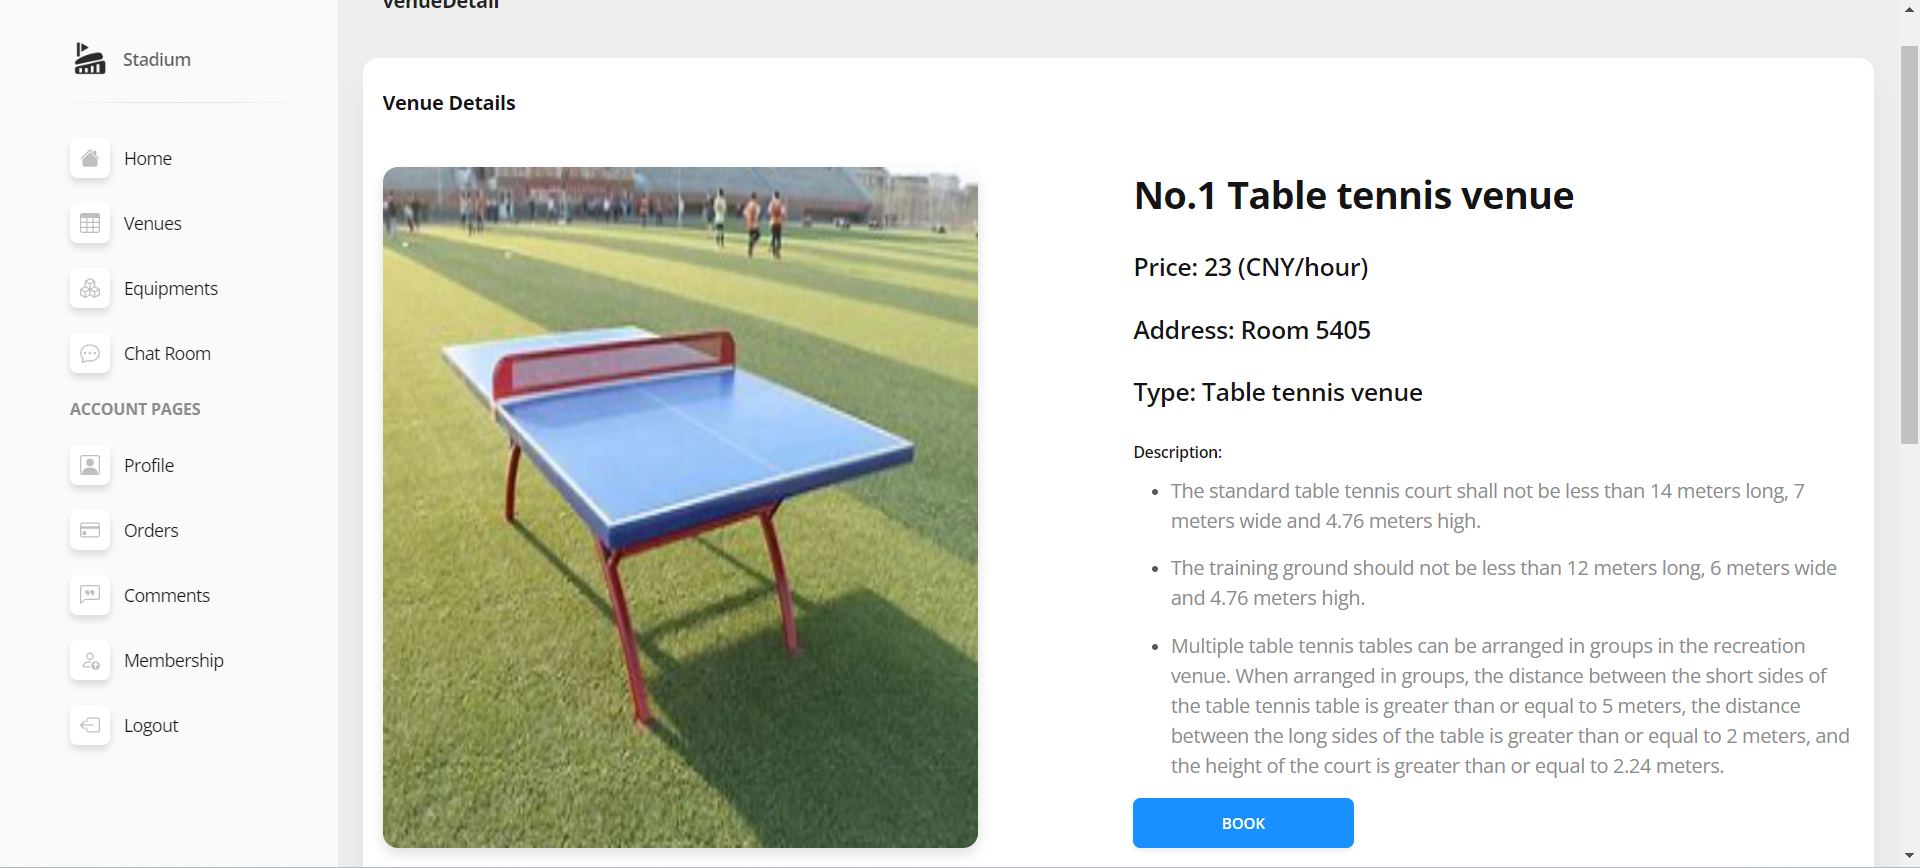 venueDetail
Stadium
Home
Venues
Equipments
Chat Room
ACCOUNT PAGES
Profile
Orders
Comments
Membership
Logout
Venue Details
No.1 Table tennis venue
Price: 23 (CNY/hour)
Address: Room 5405
Type: Table tennis venue
Description:
The standard table tennis court shall not be less than 14 meters long, 7
meters wide and 4.76 meters high.
The training ground should not be less than 12 meters long, 6 meters wide
and 4.76 meters high.
Multiple table tennis tables can be arranged in groups in the recreation
venue. When arranged in groups, the distance between the short sides of
the table tennis table is greater than or equal to 5 meters, the distance
between the long sides of the table is greater than or equal to 2 meters, and
the height of the court is greater than or equal to 2.24 meters.
BOOK